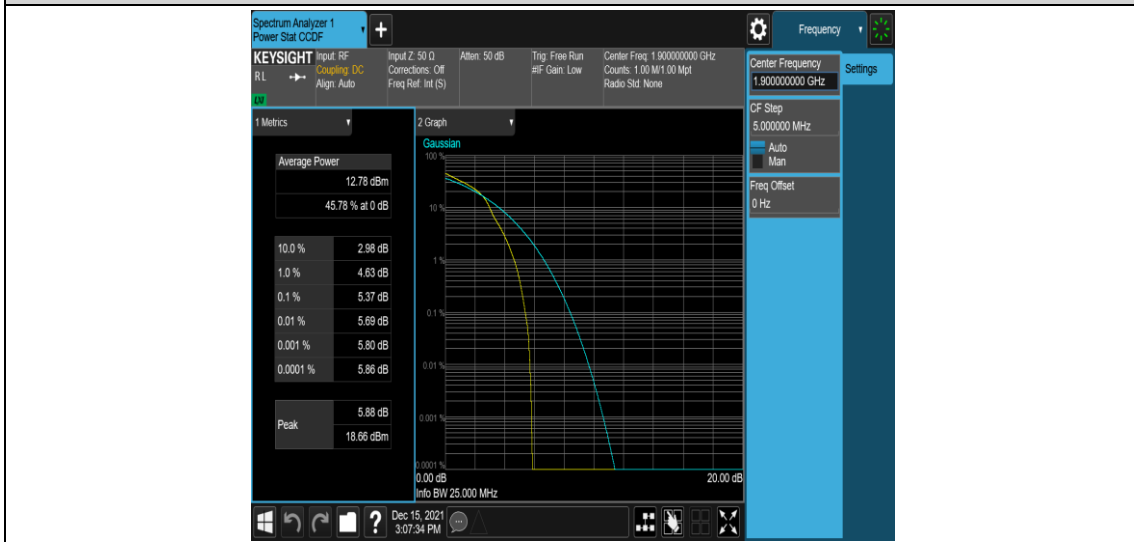 Spectrum Analyzer 1
Power Stat CCDF
+
Frequency
KEYSIGHT
RL
LXI
Input: RF
Coupling: DC
Align: Auto
Input Z: 50 Ω
Corrections: Off
Freq Ref: Int (S)
Atten: 50 dB
Trig: Free Run
#IF Gain: Low
Center Freq: 1.900000000 GHz
Counts: 1.00 M/1.00 Mpt
Radio Std: None
Center Frequency
1.900000000 GHz
Settings
CF Step
5.000000 MHz
Auto
Man
Freq Offset
0 Hz
1 Metrics
Average Power
12.78 dBm
45.78 % at 0 dB
10.0 % 2.98 dB
1.0 % 4.63 dB
0.1 % 5.37 dB
0.01 % 5.69 dB
0.001 % 5.80 dB
0.0001 % 5.86 dB
Peak
5.88 dB
18.66 dBm
2 Graph
Gaussian
100 %
10 %
1 %
0.1 %
0.01 %
0.001 %
0.0001 %
0.00 dB 20.00 dB
Info BW 25.000 MHz
?
Dec 15, 2021
3:07:34 PM